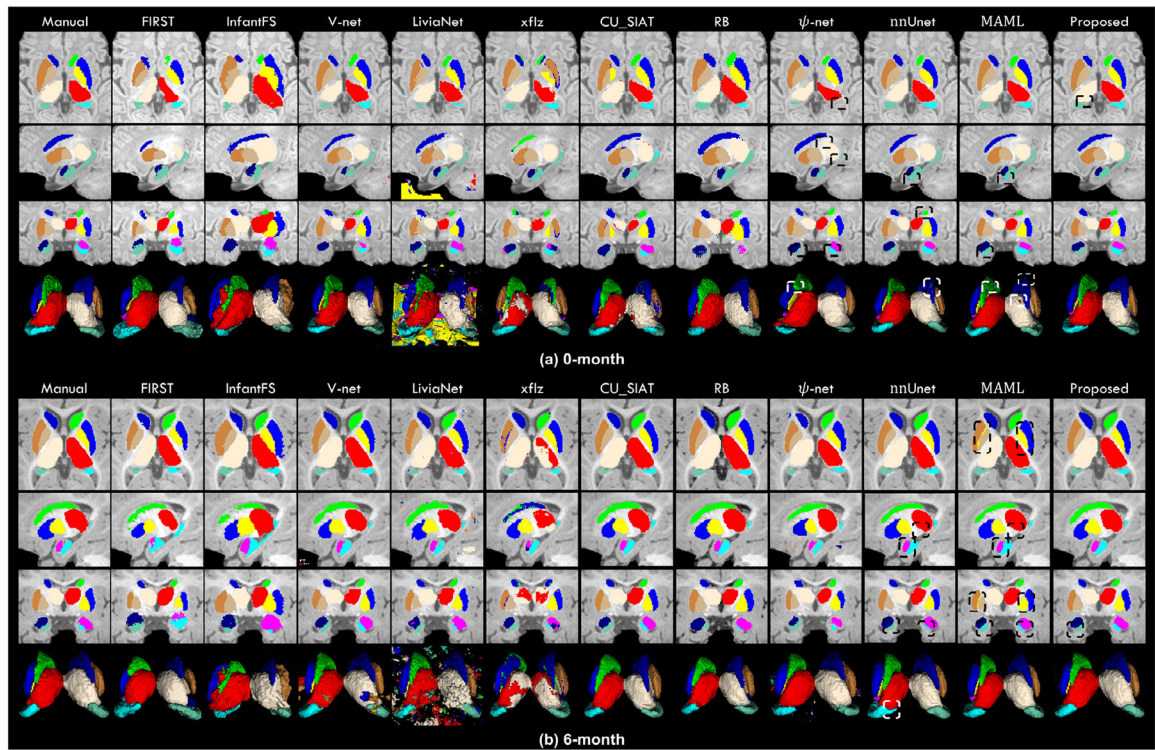 Manual FIRST InfantFS V-net LiviaNet xflz CU_SIAT RB ψ-net nnUnet MAML Proposed
(a) 0-month
Manual FIRST InfantFS V-net LiviaNet xflz CU_SIAT RB ψ-net nnUnet MAML Proposed
(b) 6-month